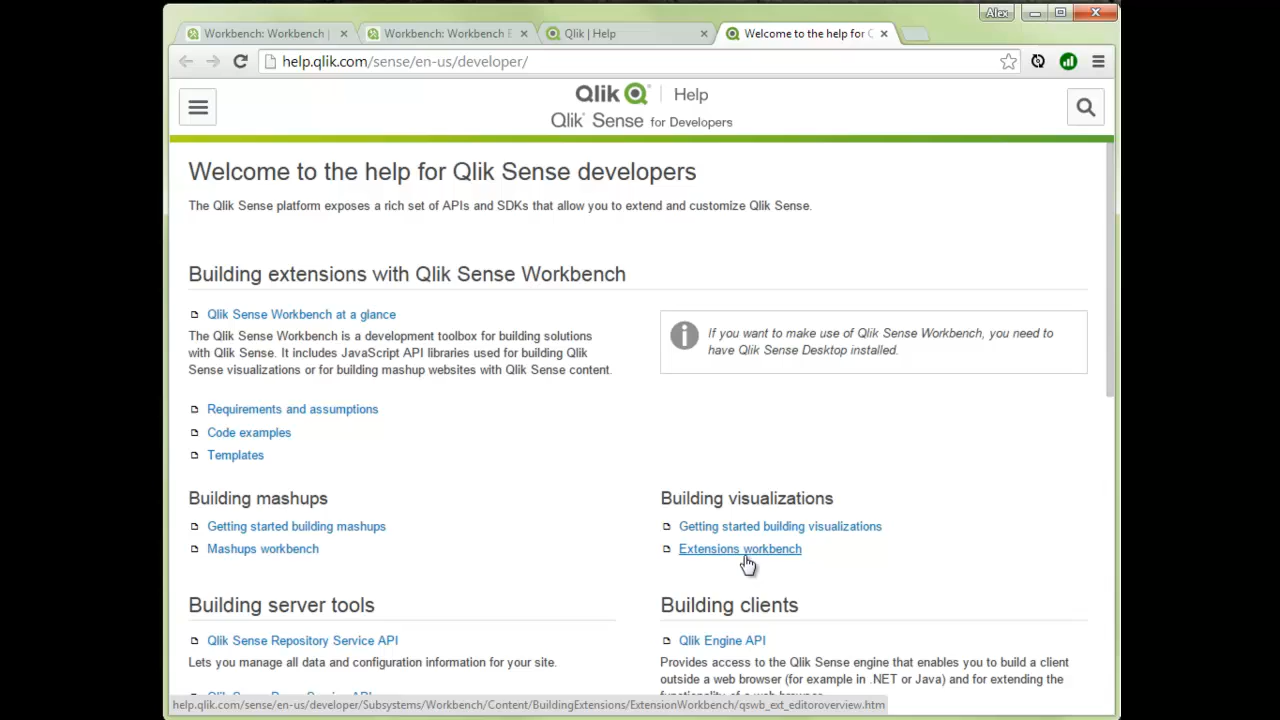 Alex
Workbench: Workbench |
Workbench: Workbench E
Qlik | Help
Welcome to the help for Q
help.qlik.com/sense/en-us/developer/
Qlik | Help
Qlik Sense for Developers
Welcome to the help for Qlik Sense developers
The Qlik Sense platform exposes a rich set of APIs and SDKs that allow you to extend and customize Qlik Sense.
Building extensions with Qlik Sense Workbench
Qlik Sense Workbench at a glance
The Qlik Sense Workbench is a development toolbox for building solutions
with Qlik Sense. It includes JavaScript API libraries used for building Qlik
Sense visualizations or for building mashup websites with Qlik Sense content.
If you want to make use of Qlik Sense Workbench, you need to
have Qlik Sense Desktop installed.
Requirements and assumptions
Code examples
Templates
Building mashups
Getting started building mashups
Mashups workbench
Building visualizations
Getting started building visualizations
Extensions workbench
Building server tools
Qlik Sense Repository Service API
Lets you manage all data and configuration information for your site.
Building clients
Qlik Engine API
Provides access to the Qlik Sense engine that enables you to build a client
outside a web browser (for example in .NET or Java) and for extending the
help.qlik.com/sense/en-us/developer/Subsystems/Workbench/Content/BuildingExtensions/ExtensionWorkbench/qswb_ext_editoroverview.htm